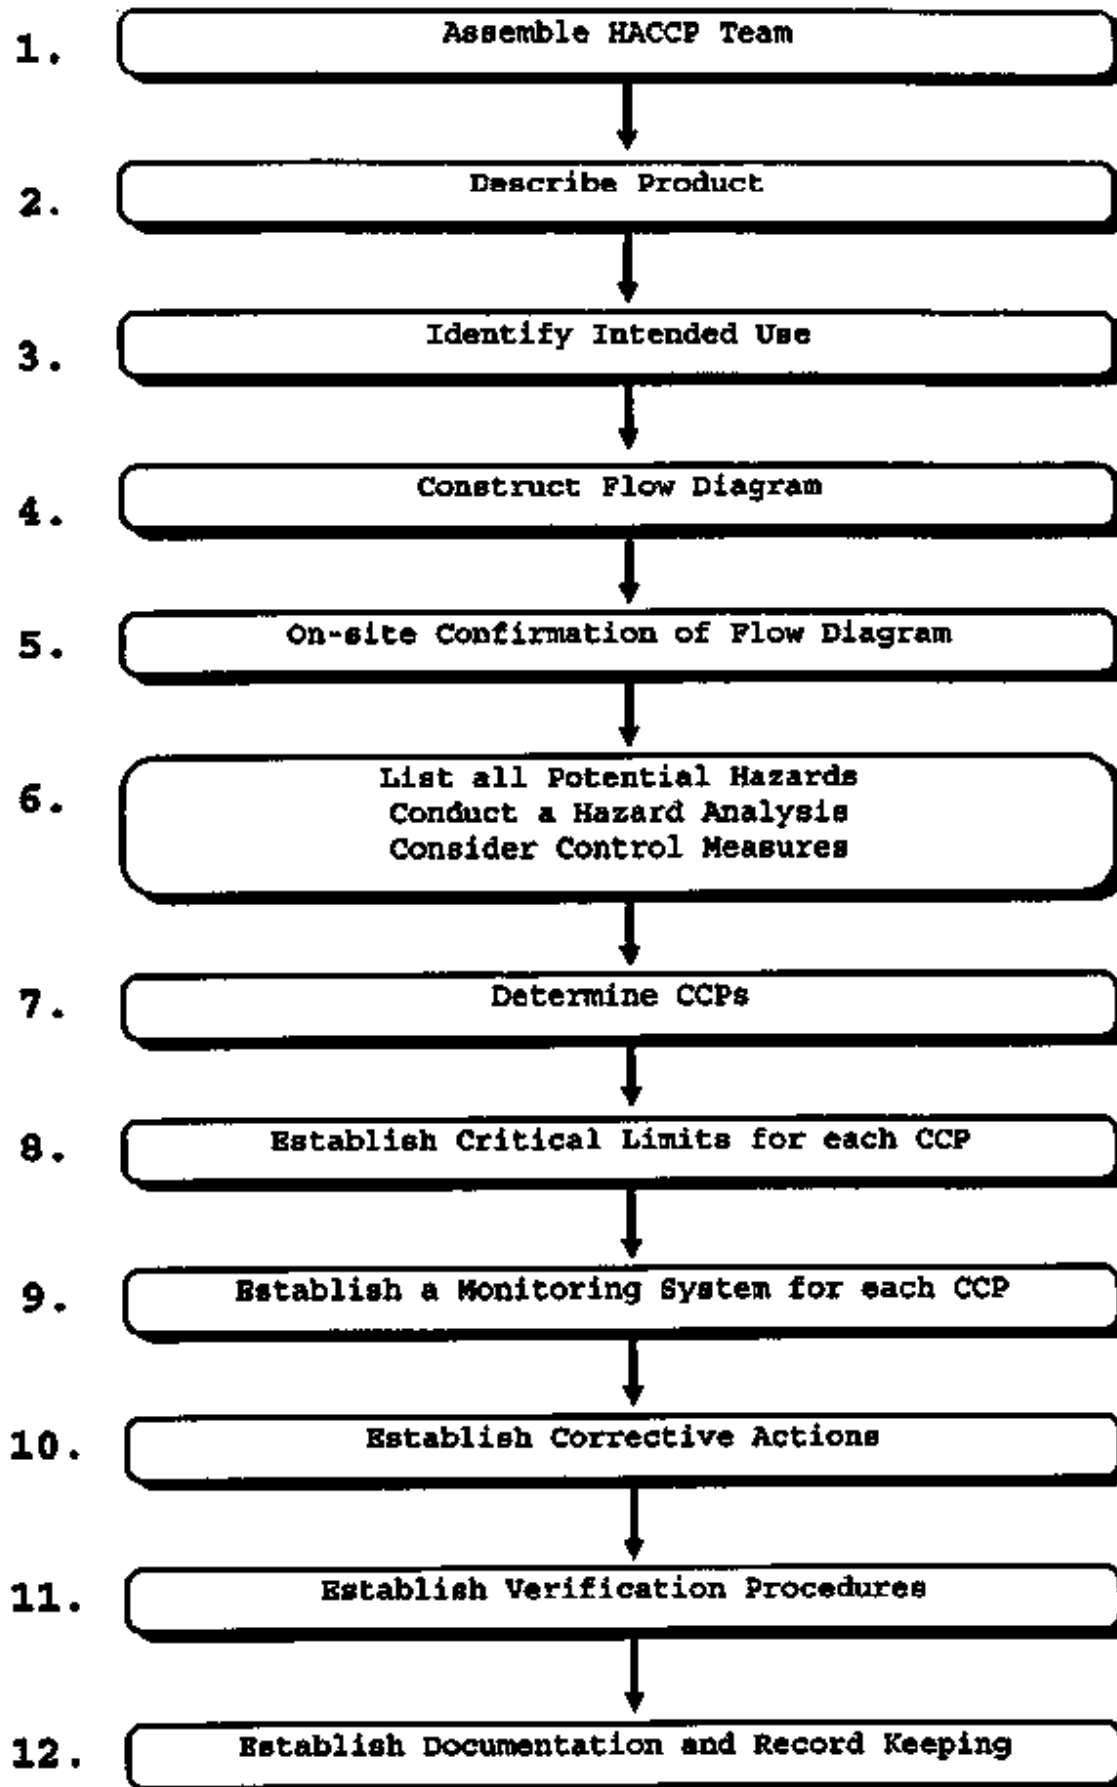 1. Assemble HACCP Team
2. Describe Product
3. Identify Intended Use
4. Construct Flow Diagram
5. On-site Confirmation of Flow Diagram
6. List all Potential Hazards
Conduct a Hazard Analysis
Consider Control Measures
7. Determine CCPs
8. Establish Critical Limits for each CCP
9. Establish a Monitoring System for each CCP
10. Establish Corrective Actions
11. Establish Verification Procedures
12. Establish Documentation and Record Keeping